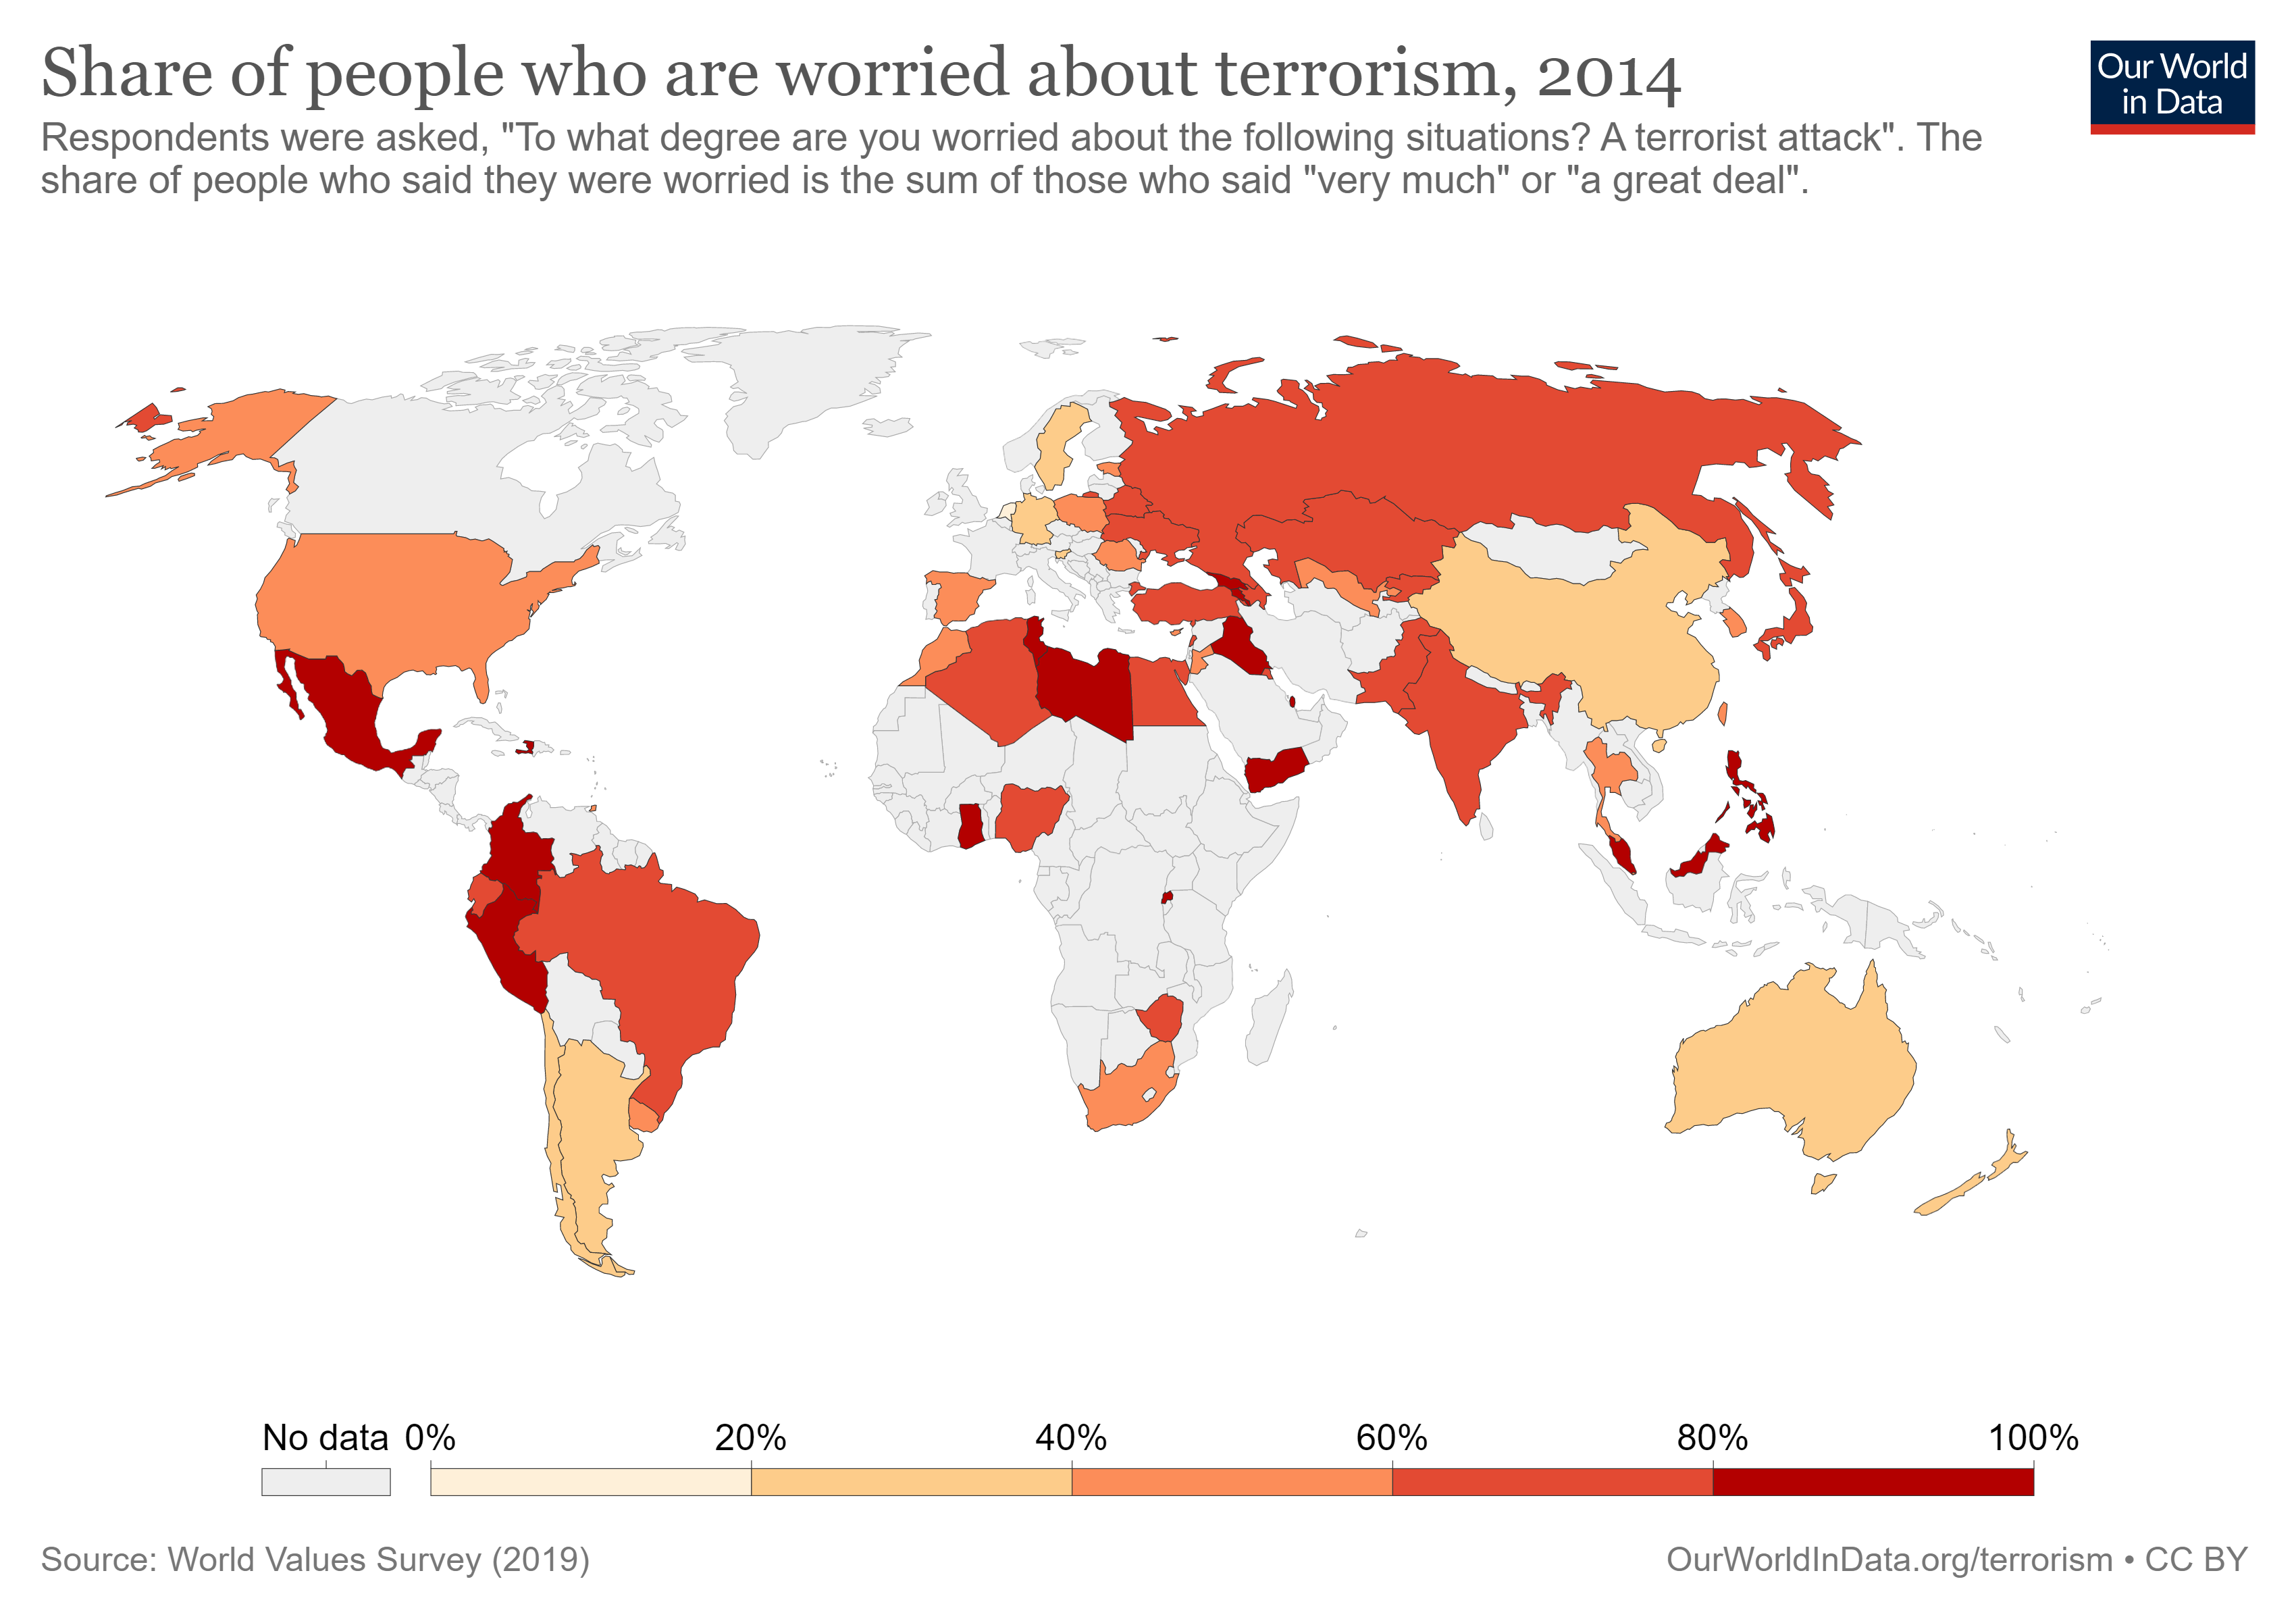 Share of people who are worried about terrorism, 2014
Our World
in Data
Respondents were asked, "To what degree are you worried about the following situations? A terrorist attack". The
share of people who said they were worried is the sum of those who said "very much" or "a great deal".
No data 0% 20% 40% 60% 80% 100%
Source: World Values Survey (2019)
OurWorldInData.org/terrorism • CC BY